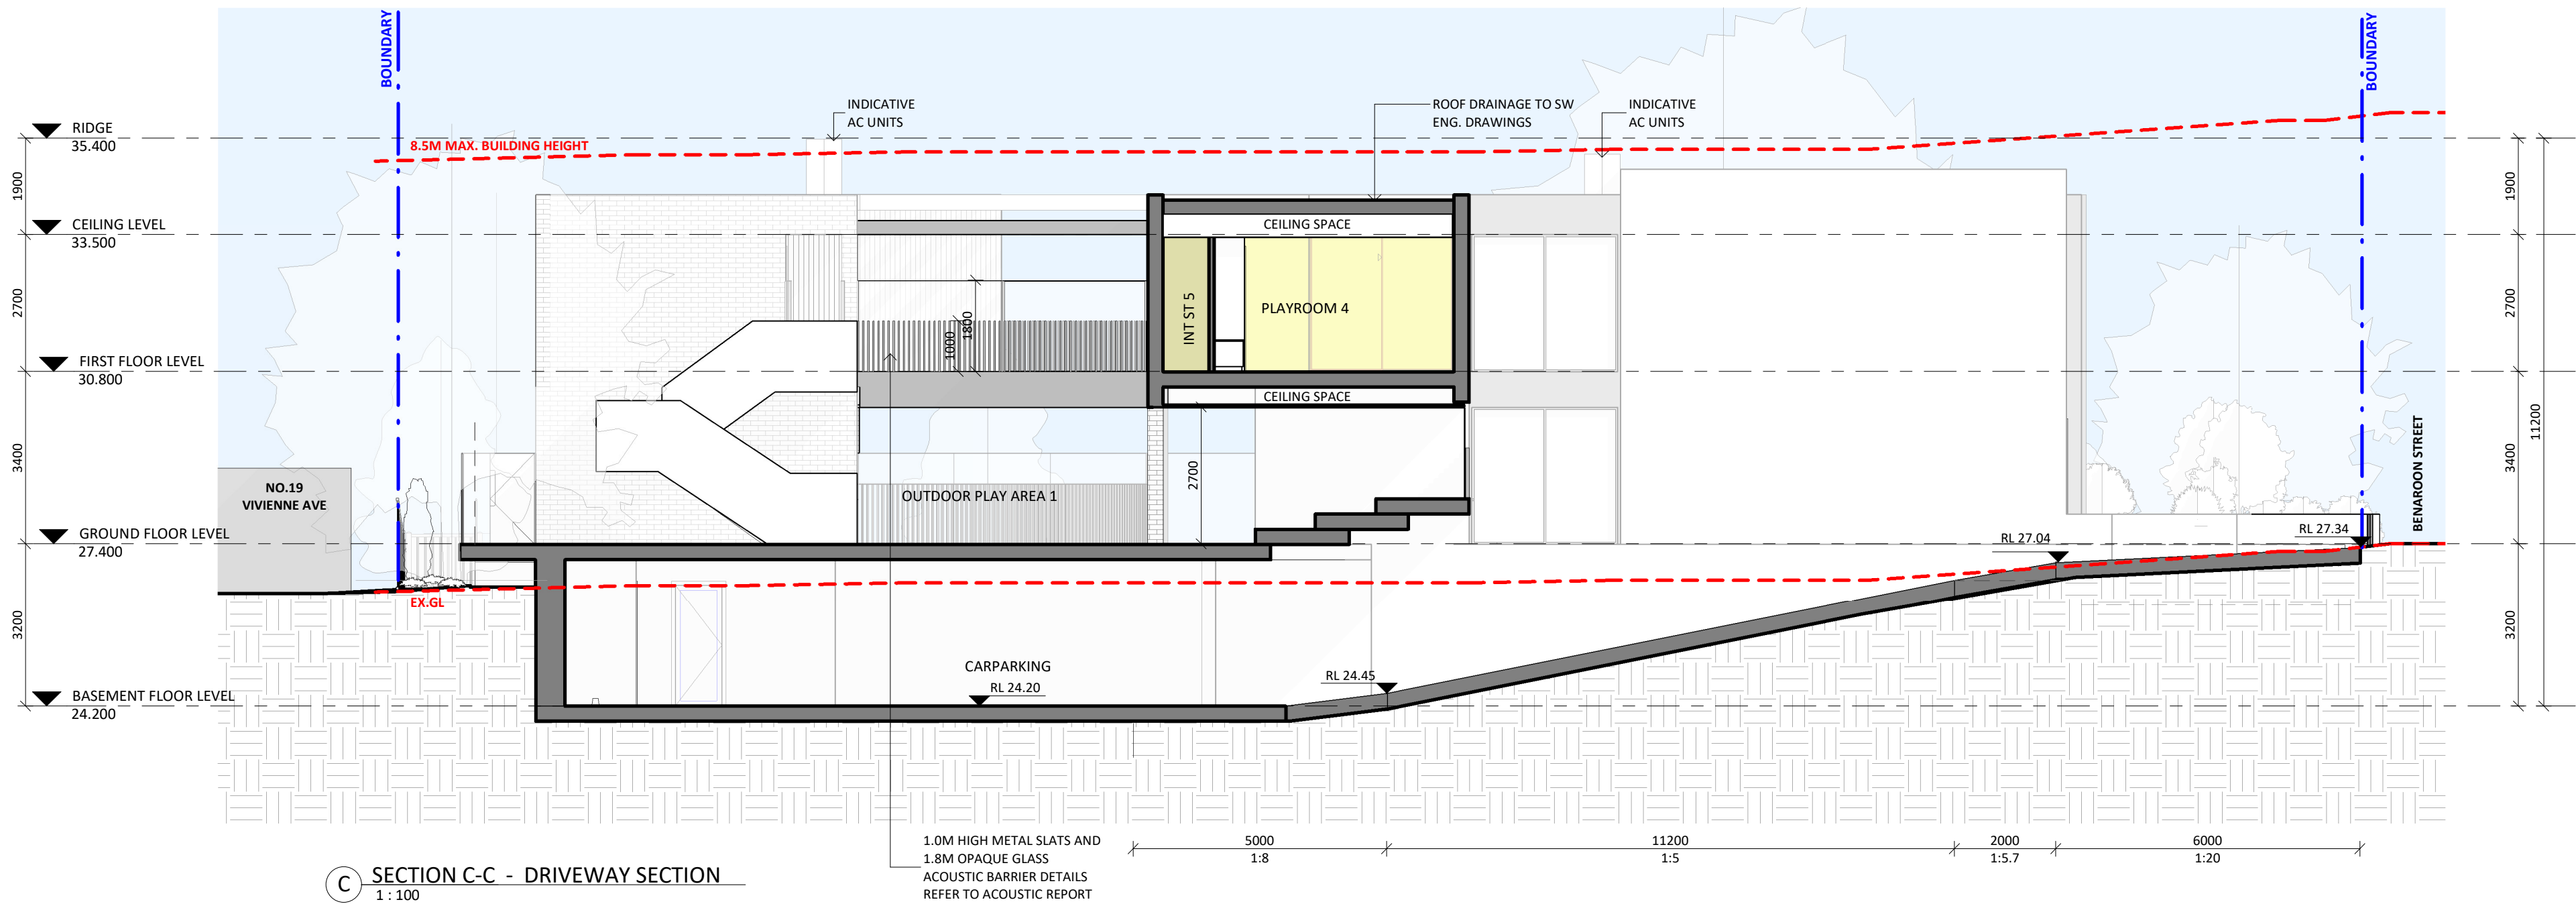 BOUNDARY
BOUNDARY
INDICATIVE
AC UNITS
ROOF DRAINAGE TO SW
ENG. DRAWINGS
INDICATIVE
AC UNITS
RIDGE
35.400
8.5M MAX. BUILDING HEIGHT
1900
1900
CEILING LEVEL
33.500
CEILING SPACE
2700
INT ST 5
PLAYROOM 4
2700
1000
1800
FIRST FLOOR LEVEL
30.800
CEILING SPACE
11200
3400
NO.19
VIVIENNE AVE
OUTDOOR PLAY AREA 1
2700
BENAROON STREET
3400
GROUND FLOOR LEVEL
27.400
RL 27.04
RL 27.34
EX.GL
3200
3200
CARPARKING
RL 24.20
RL 24.45
BASEMENT FLOOR LEVEL
24.200
1.0M HIGH METAL SLATS AND
1.8M OPAQUE GLASS
ACOUSTIC BARRIER DETAILS
REFER TO ACOUSTIC REPORT
5000
1:8
11200
1:5
2000
1:5.7
6000
1:20
C SECTION C-C - DRIVEWAY SECTION
1 : 100